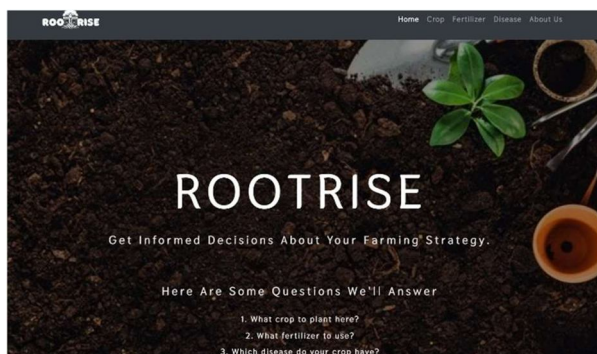 ROOTRISE
Home Crop Fertilizer Disease About Us
ROOTRISE
Get Informed Decisions About Your Farming Strategy.
Here Are Some Questions We'll Answer
1. What crop to plant here?
2. What fertilizer to use?
3. Which disease do your crop have?